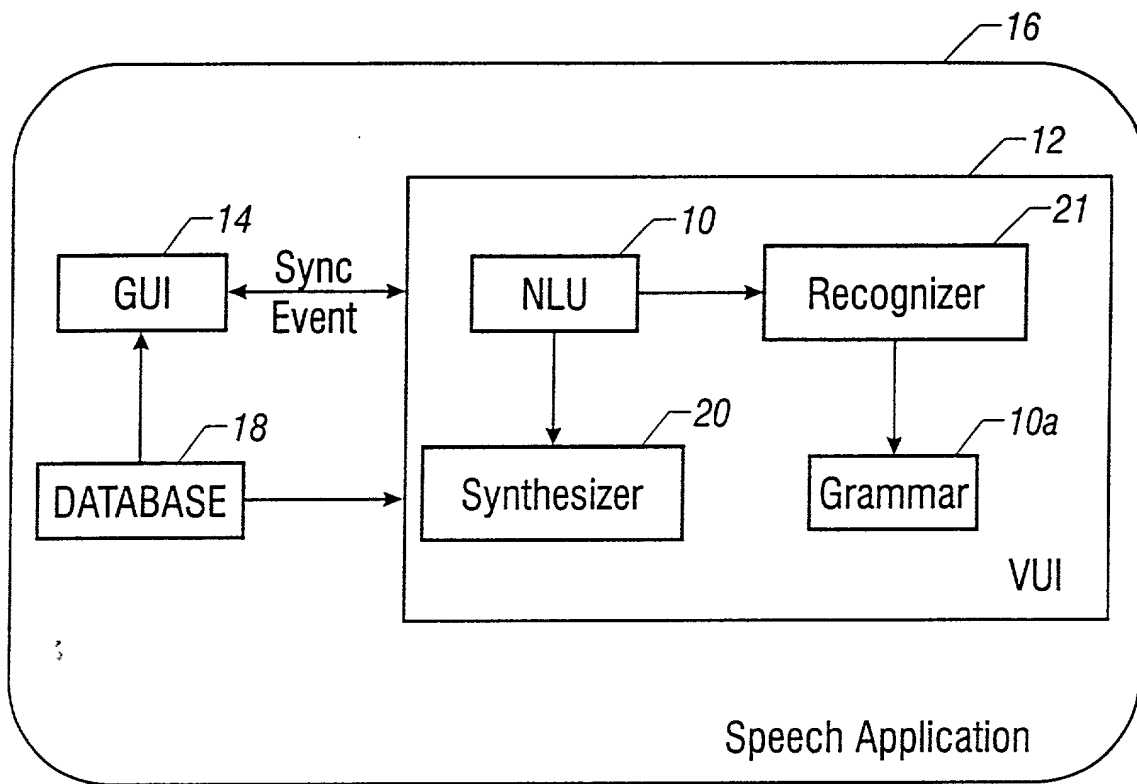 16
12
14
10
21
GUI
Sync
Event
NLU
Recognizer
18
20
10a
DATABASE
Synthesizer
Grammar
VUI
Speech Application